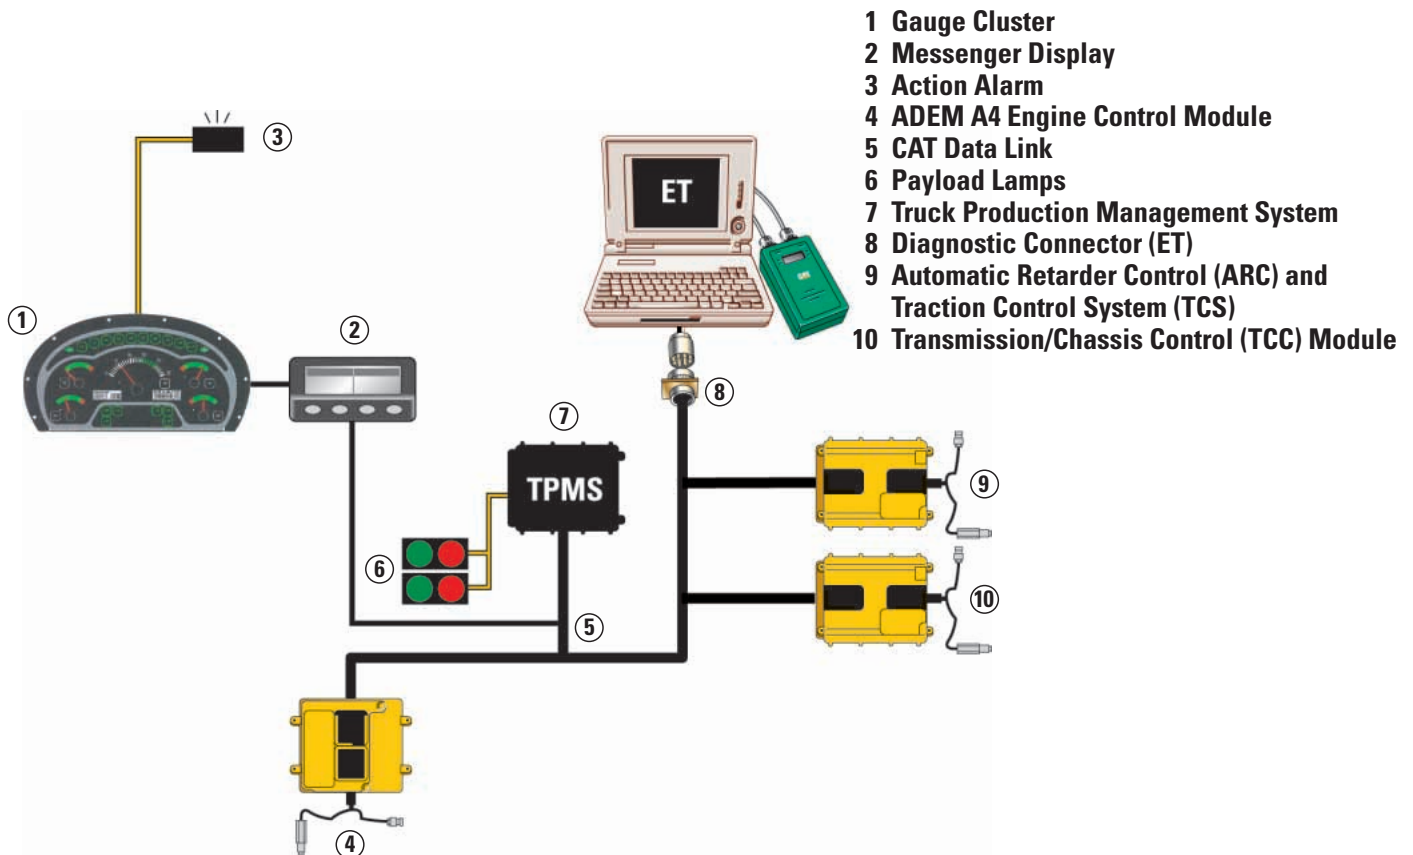 1 Gauge Cluster
2 Messenger Display
3 Action Alarm
4 ADEM A4 Engine Control Module
5 CAT Data Link
6 Payload Lamps
7 Truck Production Management System
8 Diagnostic Connector (ET)
9 Automatic Retarder Control (ARC) and
Traction Control System (TCS)
10 Transmission/Chassis Control (TCC) Module
3
ET
1
2
8
7
TPMS
9
6
10
5
4